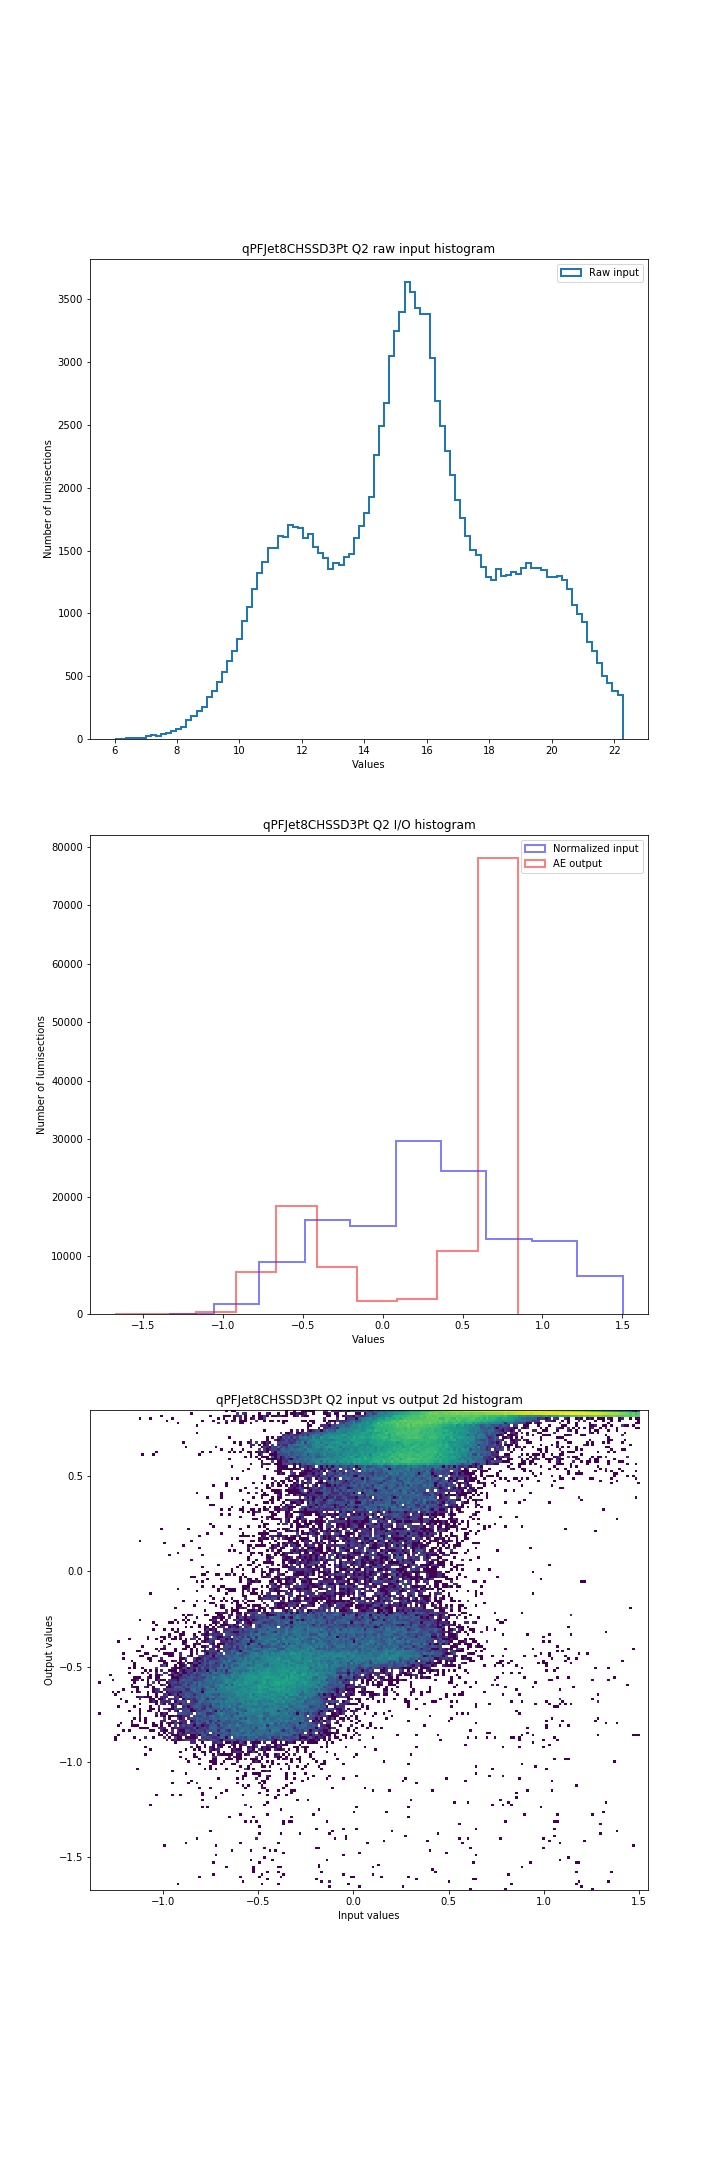 qPFJet8CHSSD3Pt Q2 raw input histogram
Raw input
3500
3000
2500
2000
1500
1000
500
0
Number of lumisections
6 8 10 12 14 16 18 20 22
Values
qPFJet8CHSSD3Pt Q2 I/O histogram
Normalized input
AE output
80000
70000
60000
50000
40000
30000
20000
10000
0
Number of lumisections
−1.5 −1.0 −0.5 0.0 0.5 1.0 1.5
Values
qPFJet8CHSSD3Pt Q2 input vs output 2d histogram
0.5
0.0
−0.5
−1.0
−1.5
Output values
−1.0 −0.5 0.0 0.5 1.0 1.5
Input values